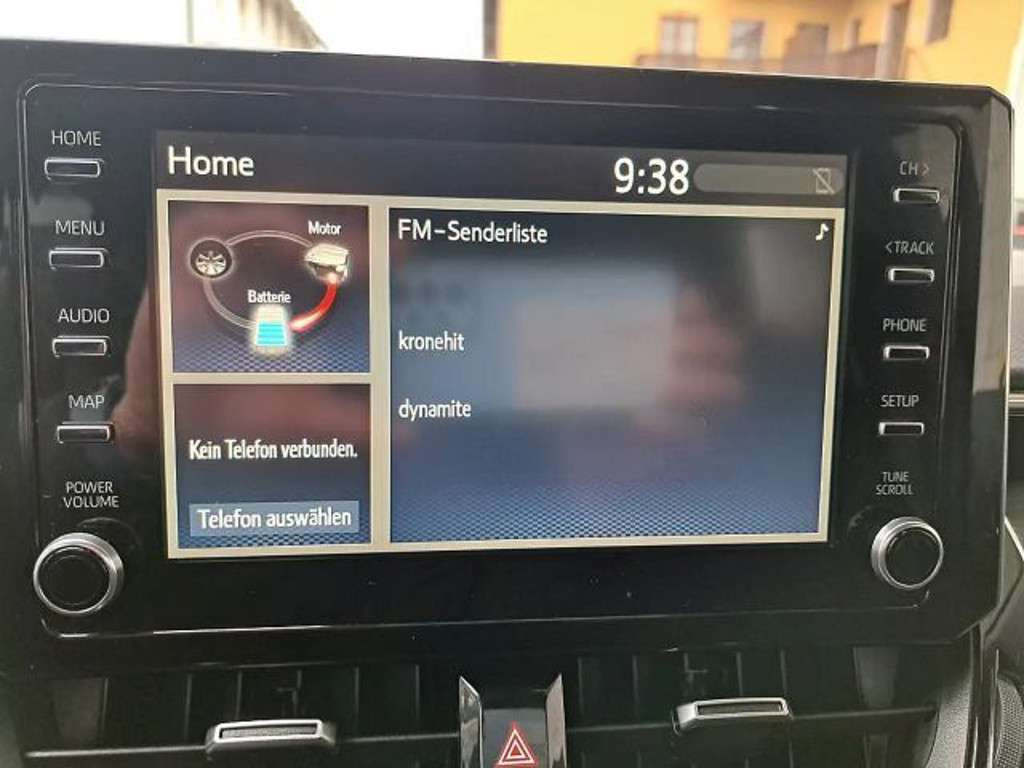 HOME
MENU
AUDIO
MAP
POWER
VOLUME
Home
9:38
Motor
Batterie
Kein Telefon verbunden.
Telefon auswählen
FM-Senderliste
kronehit
dynamite
CH >
< TRACK
PHONE
SETUP
TUNE
SCROLL